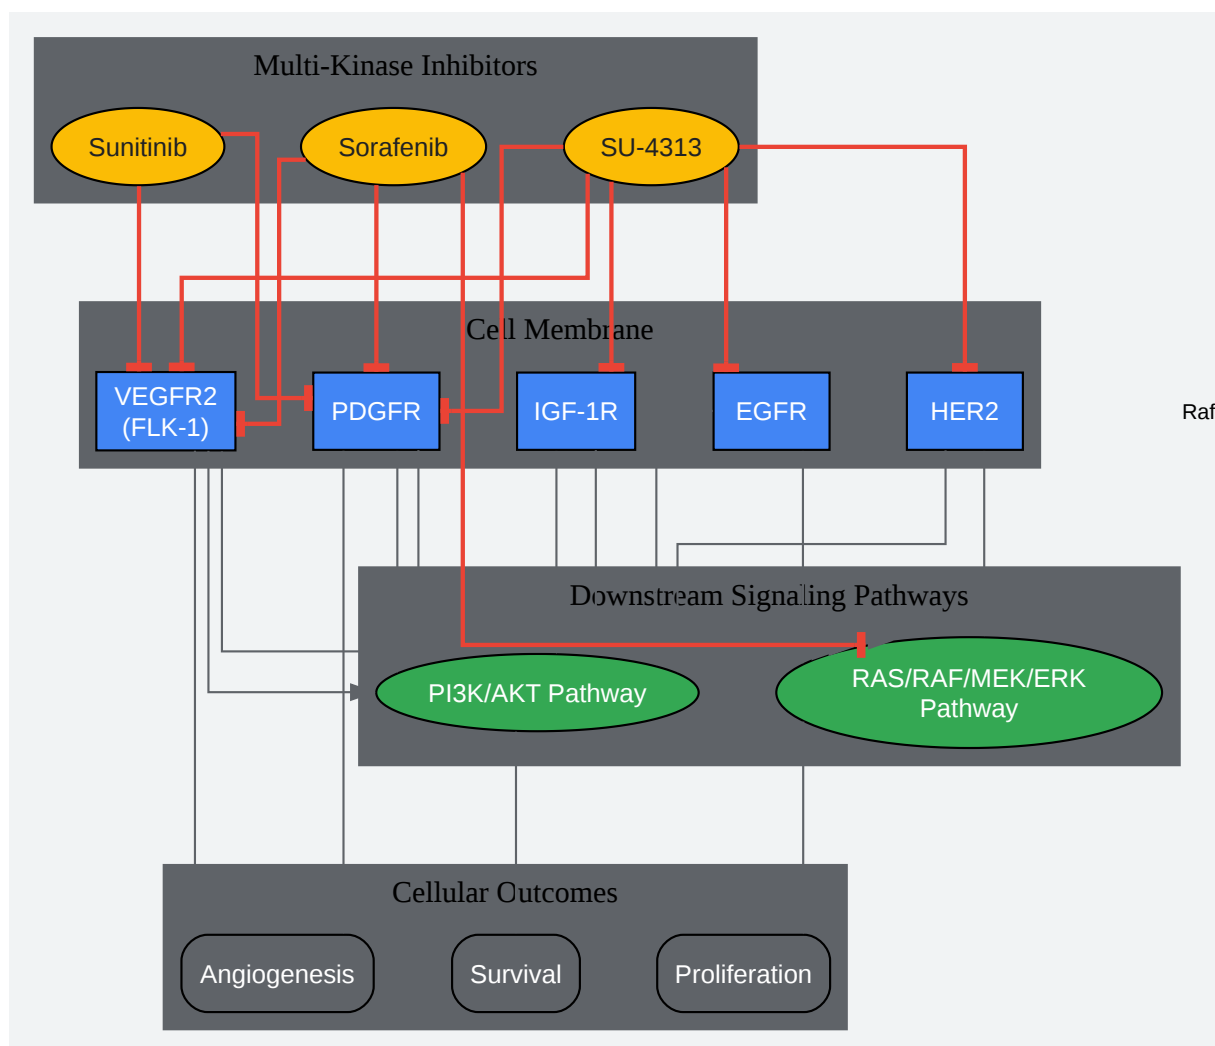 Multi-Kinase Inhibitors
Sunitinib
Sorafenib
SU-4313
Cell Membrane
VEGFR2
(FLK-1)
PDGFR
IGF-1R
EGFR
HER2
Raf
Downstream Signaling Pathways
PI3K/AKT Pathway
RAS/RAF/MEK/ERK
Pathway
Cellular Outcomes
Angiogenesis
Survival
Proliferation